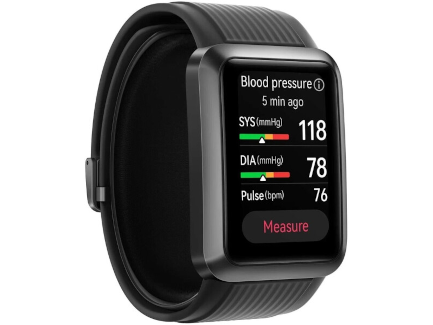 Blood pressure ⓘ
5 min ago
SYS(mmHg) 118
DIA(mmHg) 78
Pulse(bpm) 76
Measure